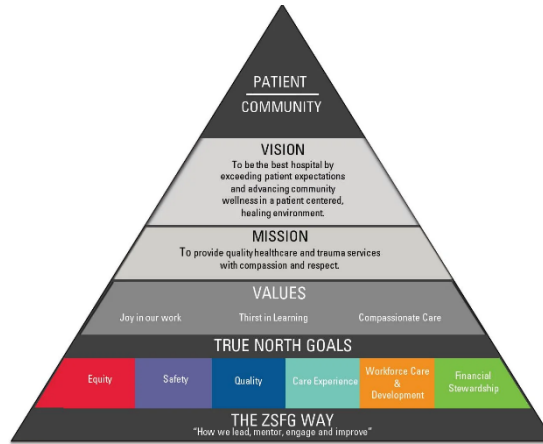 PATIENT
COMMUNITY
VISION
To be the best hospital by
exceeding patient expectations
and advancing community
wellness in a patient centered,
healing environment.
MISSION
To provide quality healthcare and trauma services
with compassion and respect.
VALUES
Joy in our work Thirst in Learning Compassionate Care
TRUE NORTH GOALS
Equity Safety Quality Care Experience Workforce Care & Development Financial Stewardship
THE ZSFG WAY
"How we lead, mentor, engage and improve"